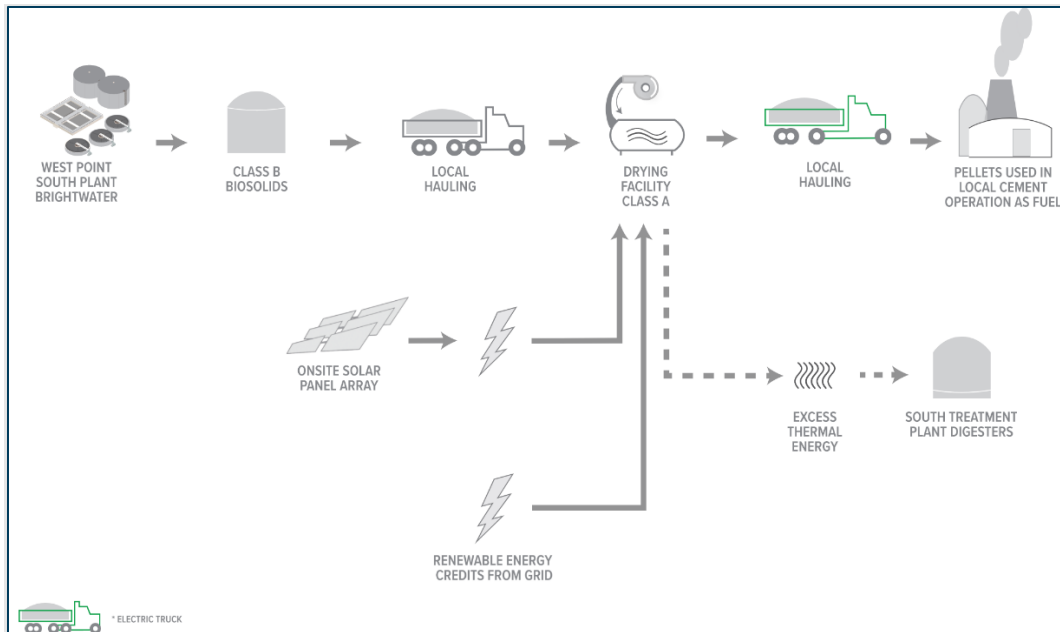 WEST POINT
SOUTH PLANT
BRIGHTWATER
CLASS B
BIOSOLIDS
LOCAL
HAULING
DRYING
FACILITY
CLASS A
LOCAL
HAULING
PELLETS USED IN
LOCAL CEMENT
OPERATION AS FUEL
ONSITE SOLAR
PANEL ARRAY
EXCESS
THERMAL
ENERGY
SOUTH TREATMENT
PLANT DIGESTERS
RENEWABLE ENERGY
CREDITS FROM GRID
* ELECTRIC TRUCK